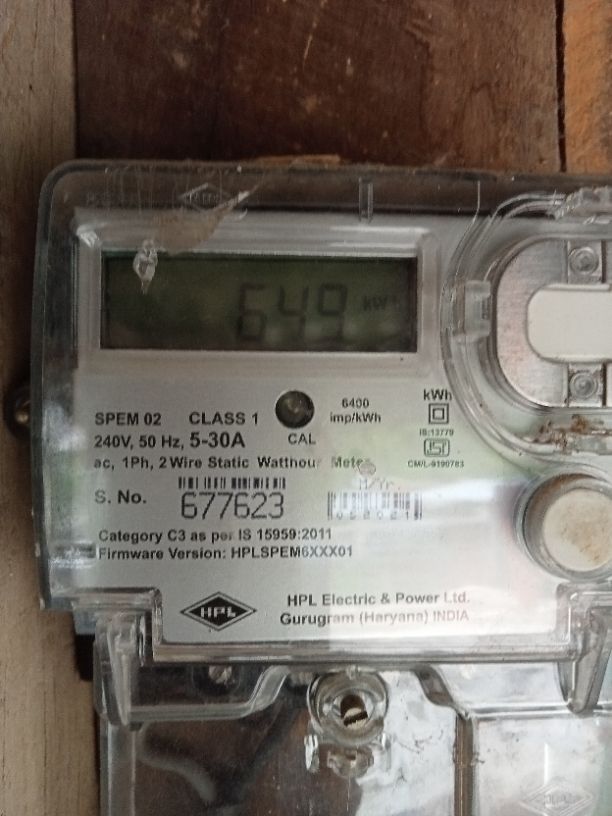 649 kWh
SPEM 02 CLASS 1
240V, 50 Hz, 5-30A
CAL
6400
imp/kWh
kWh
IS:13779
ISI
CM/L-9190783
ac, 1Ph, 2 Wire Static Watthour Meter
M/Yr.
S. No. 677623
Category C3 as per IS 15959:2011
Firmware Version: HPLSPEM6XXX01
HPL
HPL Electric & Power Ltd.
Gurugram (Haryana) INDIA